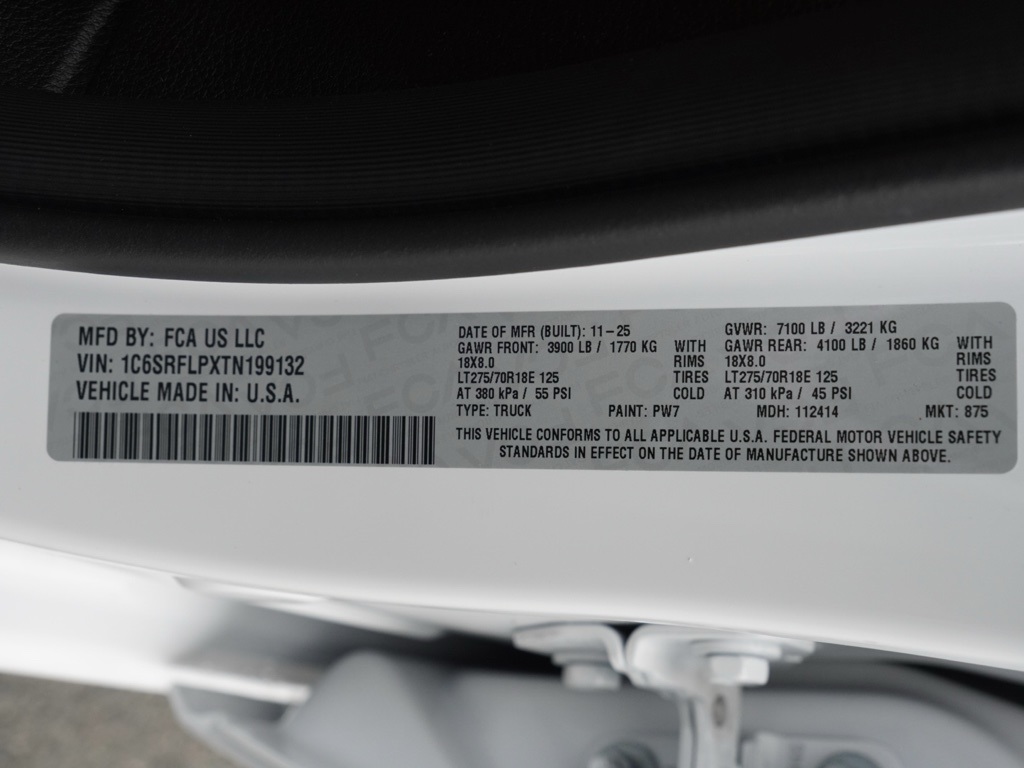 MFD BY: FCA US LLC
VIN: 1C6SRFLPXTN199132
VEHICLE MADE IN: U.S.A.
DATE OF MFR (BUILT): 11-25 GVWR: 7100 LB / 3221 KG
GAWR FRONT: 3900 LB / 1770 KG WITH GAWR REAR: 4100 LB / 1860 KG WITH
18X8.0 RIMS 18X8.0 RIMS
LT275/70R18E 125 TIRES LT275/70R18E 125 TIRES
AT 380 kPa / 55 PSI COLD AT 310 kPa / 45 PSI COLD
TYPE: TRUCK PAINT: PW7 MDH: 112414 MKT: 875
THIS VEHICLE CONFORMS TO ALL APPLICABLE U.S.A. FEDERAL MOTOR VEHICLE SAFETY
STANDARDS IN EFFECT ON THE DATE OF MANUFACTURE SHOWN ABOVE.